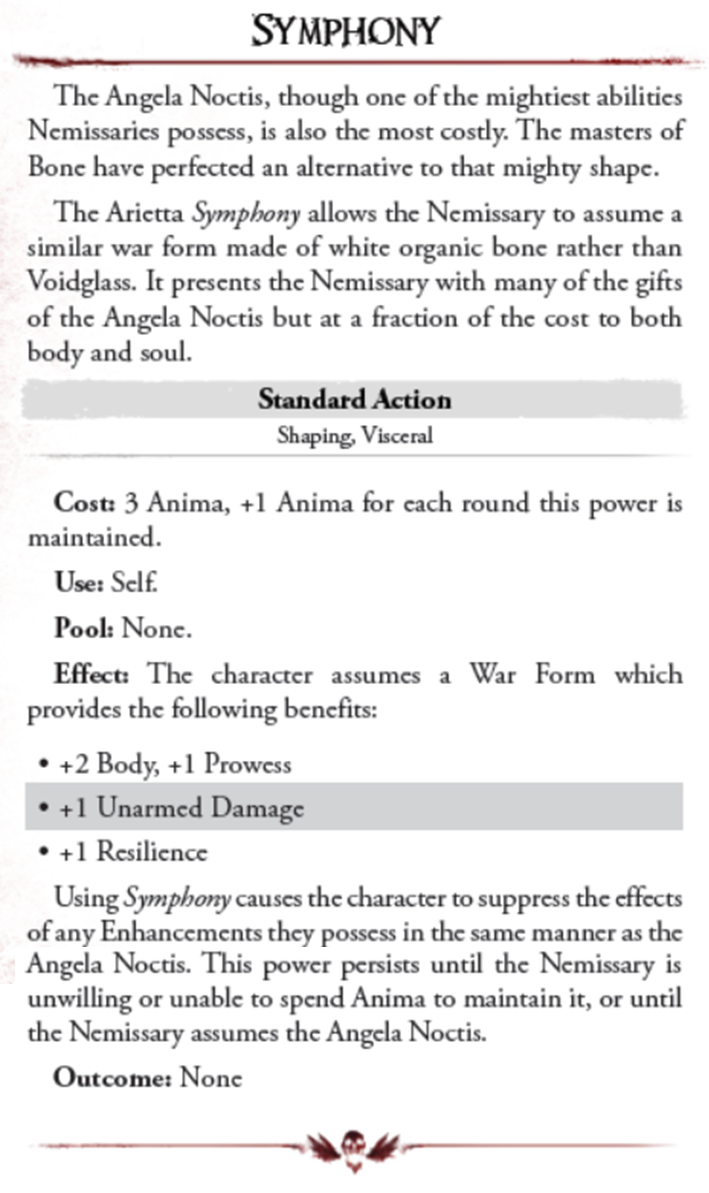 SYMPHONY
The Angela Noctis, though one of the mightiest abilities
Nemissaries possess, is also the most costly. The masters of
Bone have perfected an alternative to that mighty shape.
The Arietta Symphony allows the Nemissary to assume a
similar war form made of white organic bone rather than
Voidglass. It presents the Nemissary with many of the gifts
of the Angela Noctis but at a fraction of the cost to both
body and soul.
Standard Action
Shaping, Visceral
Cost: 3 Anima, +1 Anima for each round this power is
maintained.
Use: Self.
Pool: None.
Effect: The character assumes a War Form which
provides the following benefits:
• +2 Body, +1 Prowess
• +1 Unarmed Damage
• +1 Resilience
Using Symphony causes the character to suppress the effects
of any Enhancements they possess in the same manner as the
Angela Noctis. This power persists until the Nemissary is
unwilling or unable to spend Anima to maintain it, or until
the Nemissary assumes the Angela Noctis.
Outcome: None